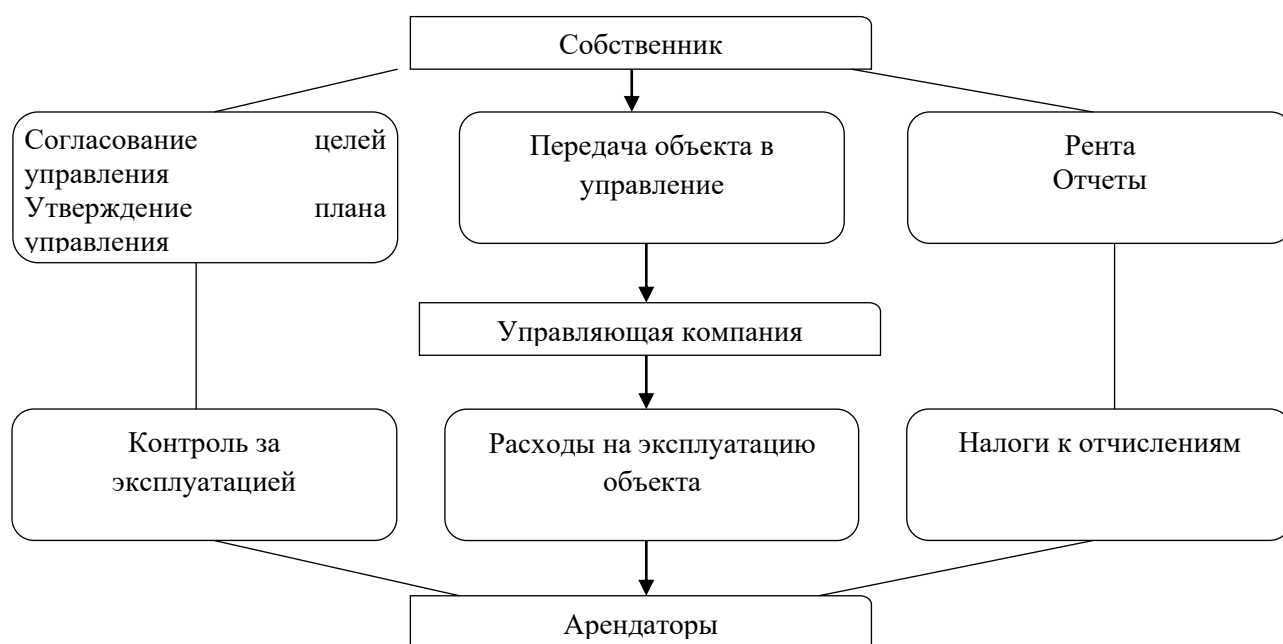 Собственник
Согласование целей
управления
Утверждение плана
управления
Передача объекта в
управление
Рента
Отчеты
Управляющая компания
Контроль за
эксплуатацией
Расходы на эксплуатацию
объекта
Налоги к отчислениям
Арендаторы